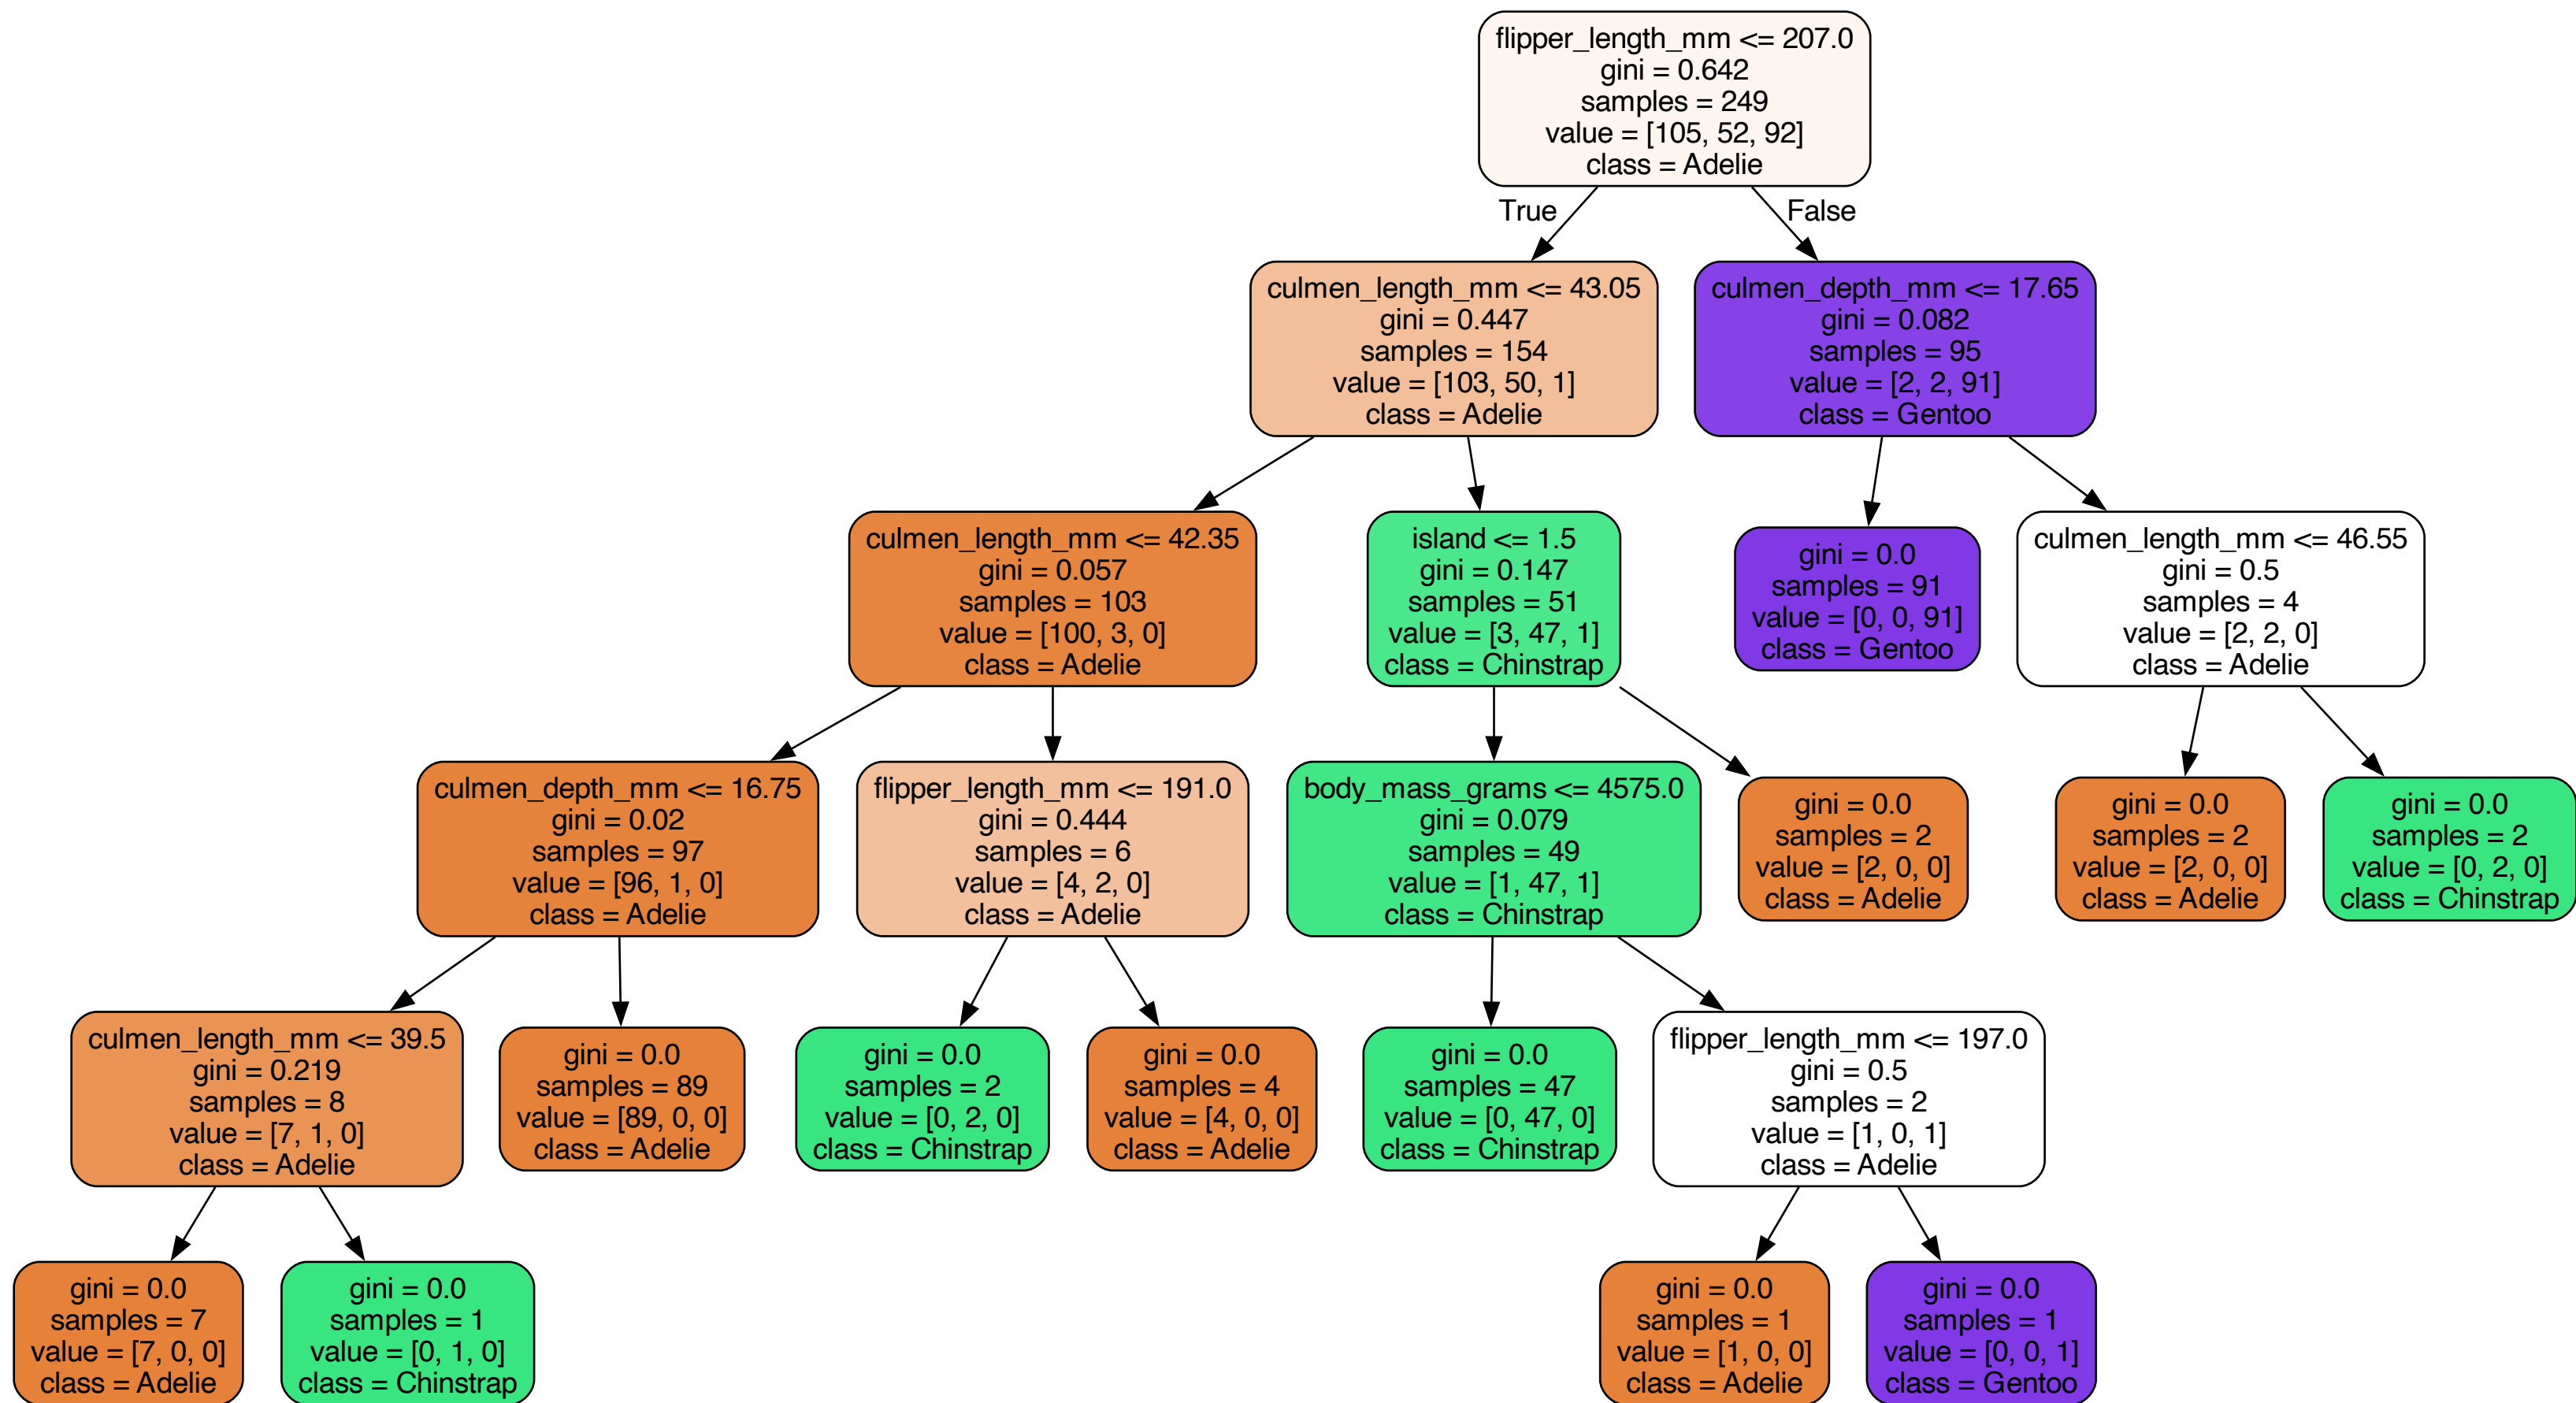 flipper_length_mm <= 207.0
gini = 0.642
samples = 249
value = [105, 52, 92]
class = Adelie
True
False
culmen_length_mm <= 43.05
gini = 0.447
samples = 154
value = [103, 50, 1]
class = Adelie
culmen_depth_mm <= 17.65
gini = 0.082
samples = 95
value = [2, 2, 91]
class = Gentoo
culmen_length_mm <= 42.35
gini = 0.057
samples = 103
value = [100, 3, 0]
class = Adelie
island <= 1.5
gini = 0.147
samples = 51
value = [3, 47, 1]
class = Chinstrap
gini = 0.0
samples = 91
value = [0, 0, 91]
class = Gentoo
culmen_length_mm <= 46.55
gini = 0.5
samples = 4
value = [2, 2, 0]
class = Adelie
culmen_depth_mm <= 16.75
gini = 0.02
samples = 97
value = [96, 1, 0]
class = Adelie
flipper_length_mm <= 191.0
gini = 0.444
samples = 6
value = [4, 2, 0]
class = Adelie
body_mass_grams <= 4575.0
gini = 0.079
samples = 49
value = [1, 47, 1]
class = Chinstrap
gini = 0.0
samples = 2
value = [2, 0, 0]
class = Adelie
gini = 0.0
samples = 2
value = [2, 0, 0]
class = Adelie
gini = 0.0
samples = 2
value = [0, 2, 0]
class = Chinstrap
culmen_length_mm <= 39.5
gini = 0.219
samples = 8
value = [7, 1, 0]
class = Adelie
gini = 0.0
samples = 89
value = [89, 0, 0]
class = Adelie
gini = 0.0
samples = 2
value = [0, 2, 0]
class = Chinstrap
gini = 0.0
samples = 4
value = [4, 0, 0]
class = Adelie
gini = 0.0
samples = 47
value = [0, 47, 0]
class = Chinstrap
flipper_length_mm <= 197.0
gini = 0.5
samples = 2
value = [1, 0, 1]
class = Adelie
gini = 0.0
samples = 7
value = [7, 0, 0]
class = Adelie
gini = 0.0
samples = 1
value = [0, 1, 0]
class = Chinstrap
gini = 0.0
samples = 1
value = [1, 0, 0]
class = Adelie
gini = 0.0
samples = 1
value = [0, 0, 1]
class = Gentoo